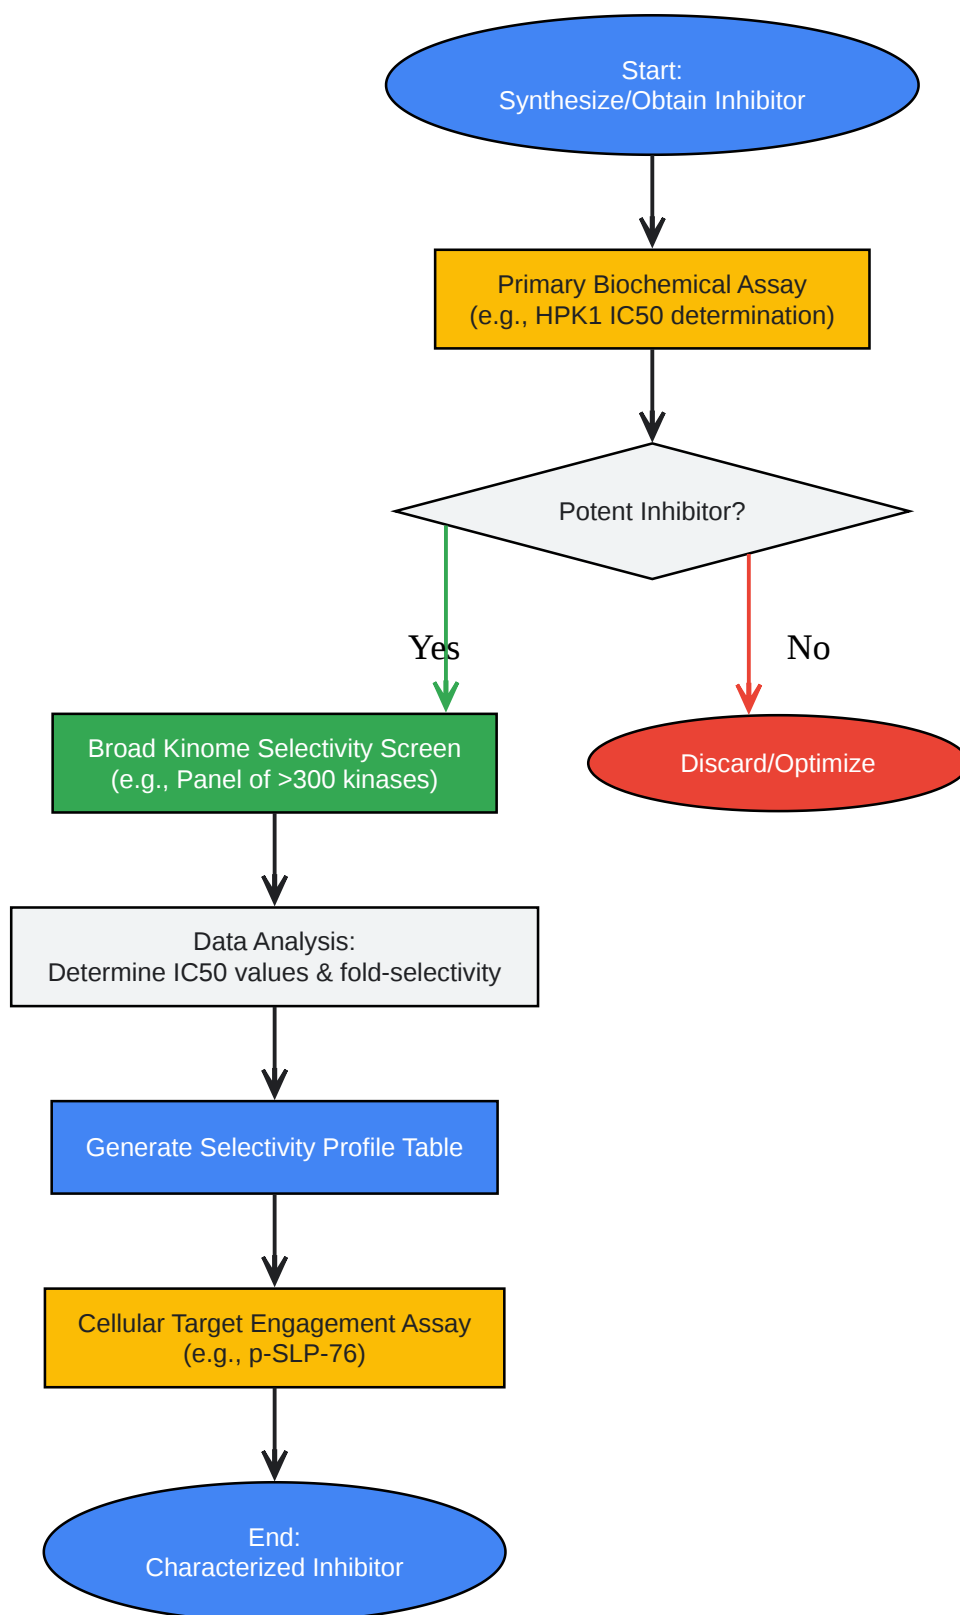 Start:
Synthesize/Obtain Inhibitor
Primary Biochemical Assay
(e.g., HPK1 IC50 determination)
Potent Inhibitor?
Yes
No
Broad Kinome Selectivity Screen
(e.g., Panel of >300 kinases)
Discard/Optimize
Data Analysis:
Determine IC50 values & fold-selectivity
Generate Selectivity Profile Table
Cellular Target Engagement Assay
(e.g., p-SLP-76)
End:
Characterized Inhibitor